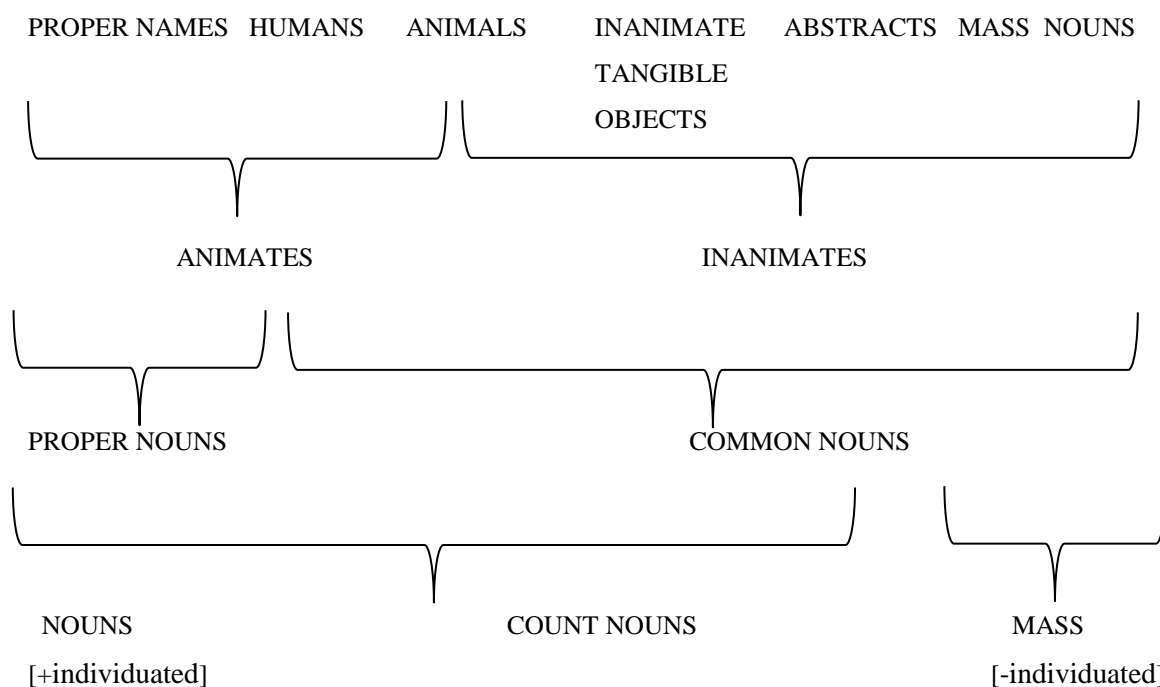 PROPER NAMES HUMANS ANIMALS INANIMATE ABSTRACTS MASS NOUNS
TANGIBLE
OBJECTS
ANIMATES INANIMATES
PROPER NOUNS COMMON NOUNS
NOUNS COUNT NOUNS MASS
[+individuated] [-individuated]